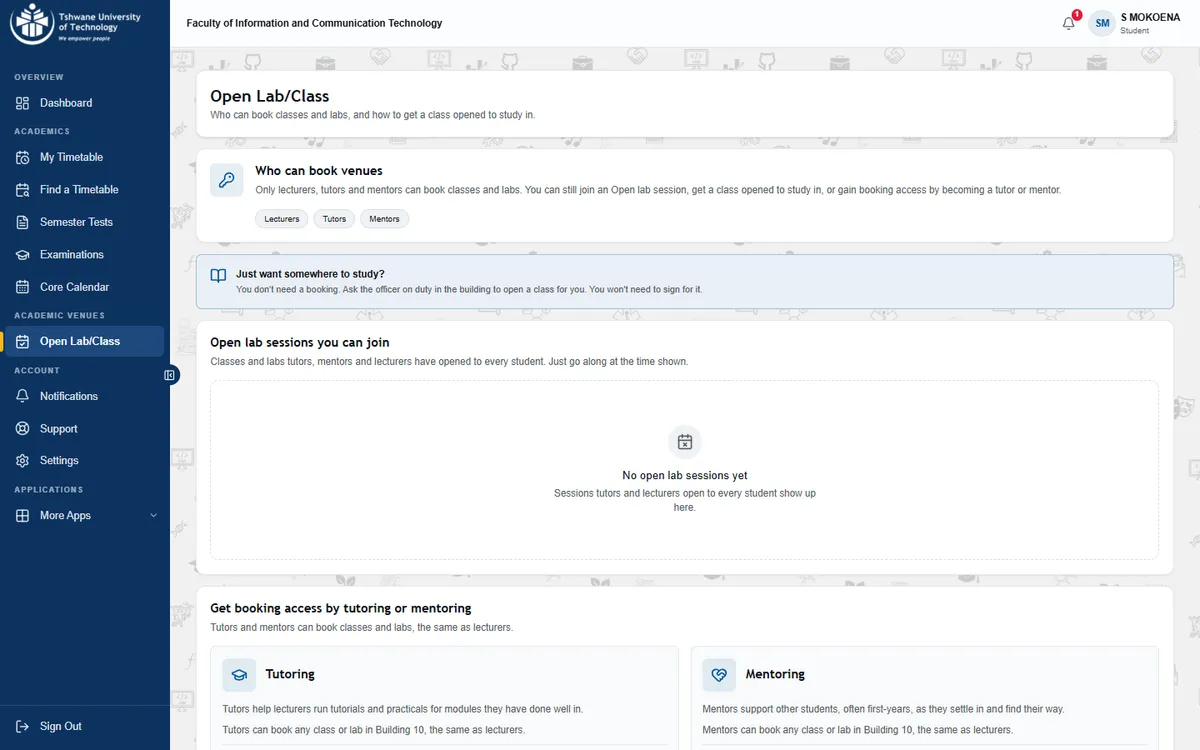 Tshwane University
of Technology
We empower people
Faculty of Information and Communication Technology
1
SM
S MOKOENA
Student
OVERVIEW
Dashboard
ACADEMICS
My Timetable
Find a Timetable
Semester Tests
Examinations
Core Calendar
ACADEMIC VENUES
Open Lab/Class
ACCOUNT
Notifications
Support
Settings
APPLICATIONS
More Apps
Sign Out
Open Lab/Class
Who can book classes and labs, and how to get a class opened to study in.
Who can book venues
Only lecturers, tutors and mentors can book classes and labs. You can still join an Open lab session, get a class opened to study in, or gain booking access by becoming a tutor or mentor.
Lecturers
Tutors
Mentors
Just want somewhere to study?
You don't need a booking. Ask the officer on duty in the building to open a class for you. You won't need to sign for it.
Open lab sessions you can join
Classes and labs tutors, mentors and lecturers have opened to every student. Just go along at the time shown.
No open lab sessions yet
Sessions tutors and lecturers open to every student show up
here.
Get booking access by tutoring or mentoring
Tutors and mentors can book classes and labs, the same as lecturers.
Tutoring
Tutors help lecturers run tutorials and practicals for modules they have done well in.
Tutors can book any class or lab in Building 10, the same as lecturers.
Mentoring
Mentors support other students, often first-years, as they settle in and find their way.
Mentors can book any class or lab in Building 10, the same as lecturers.